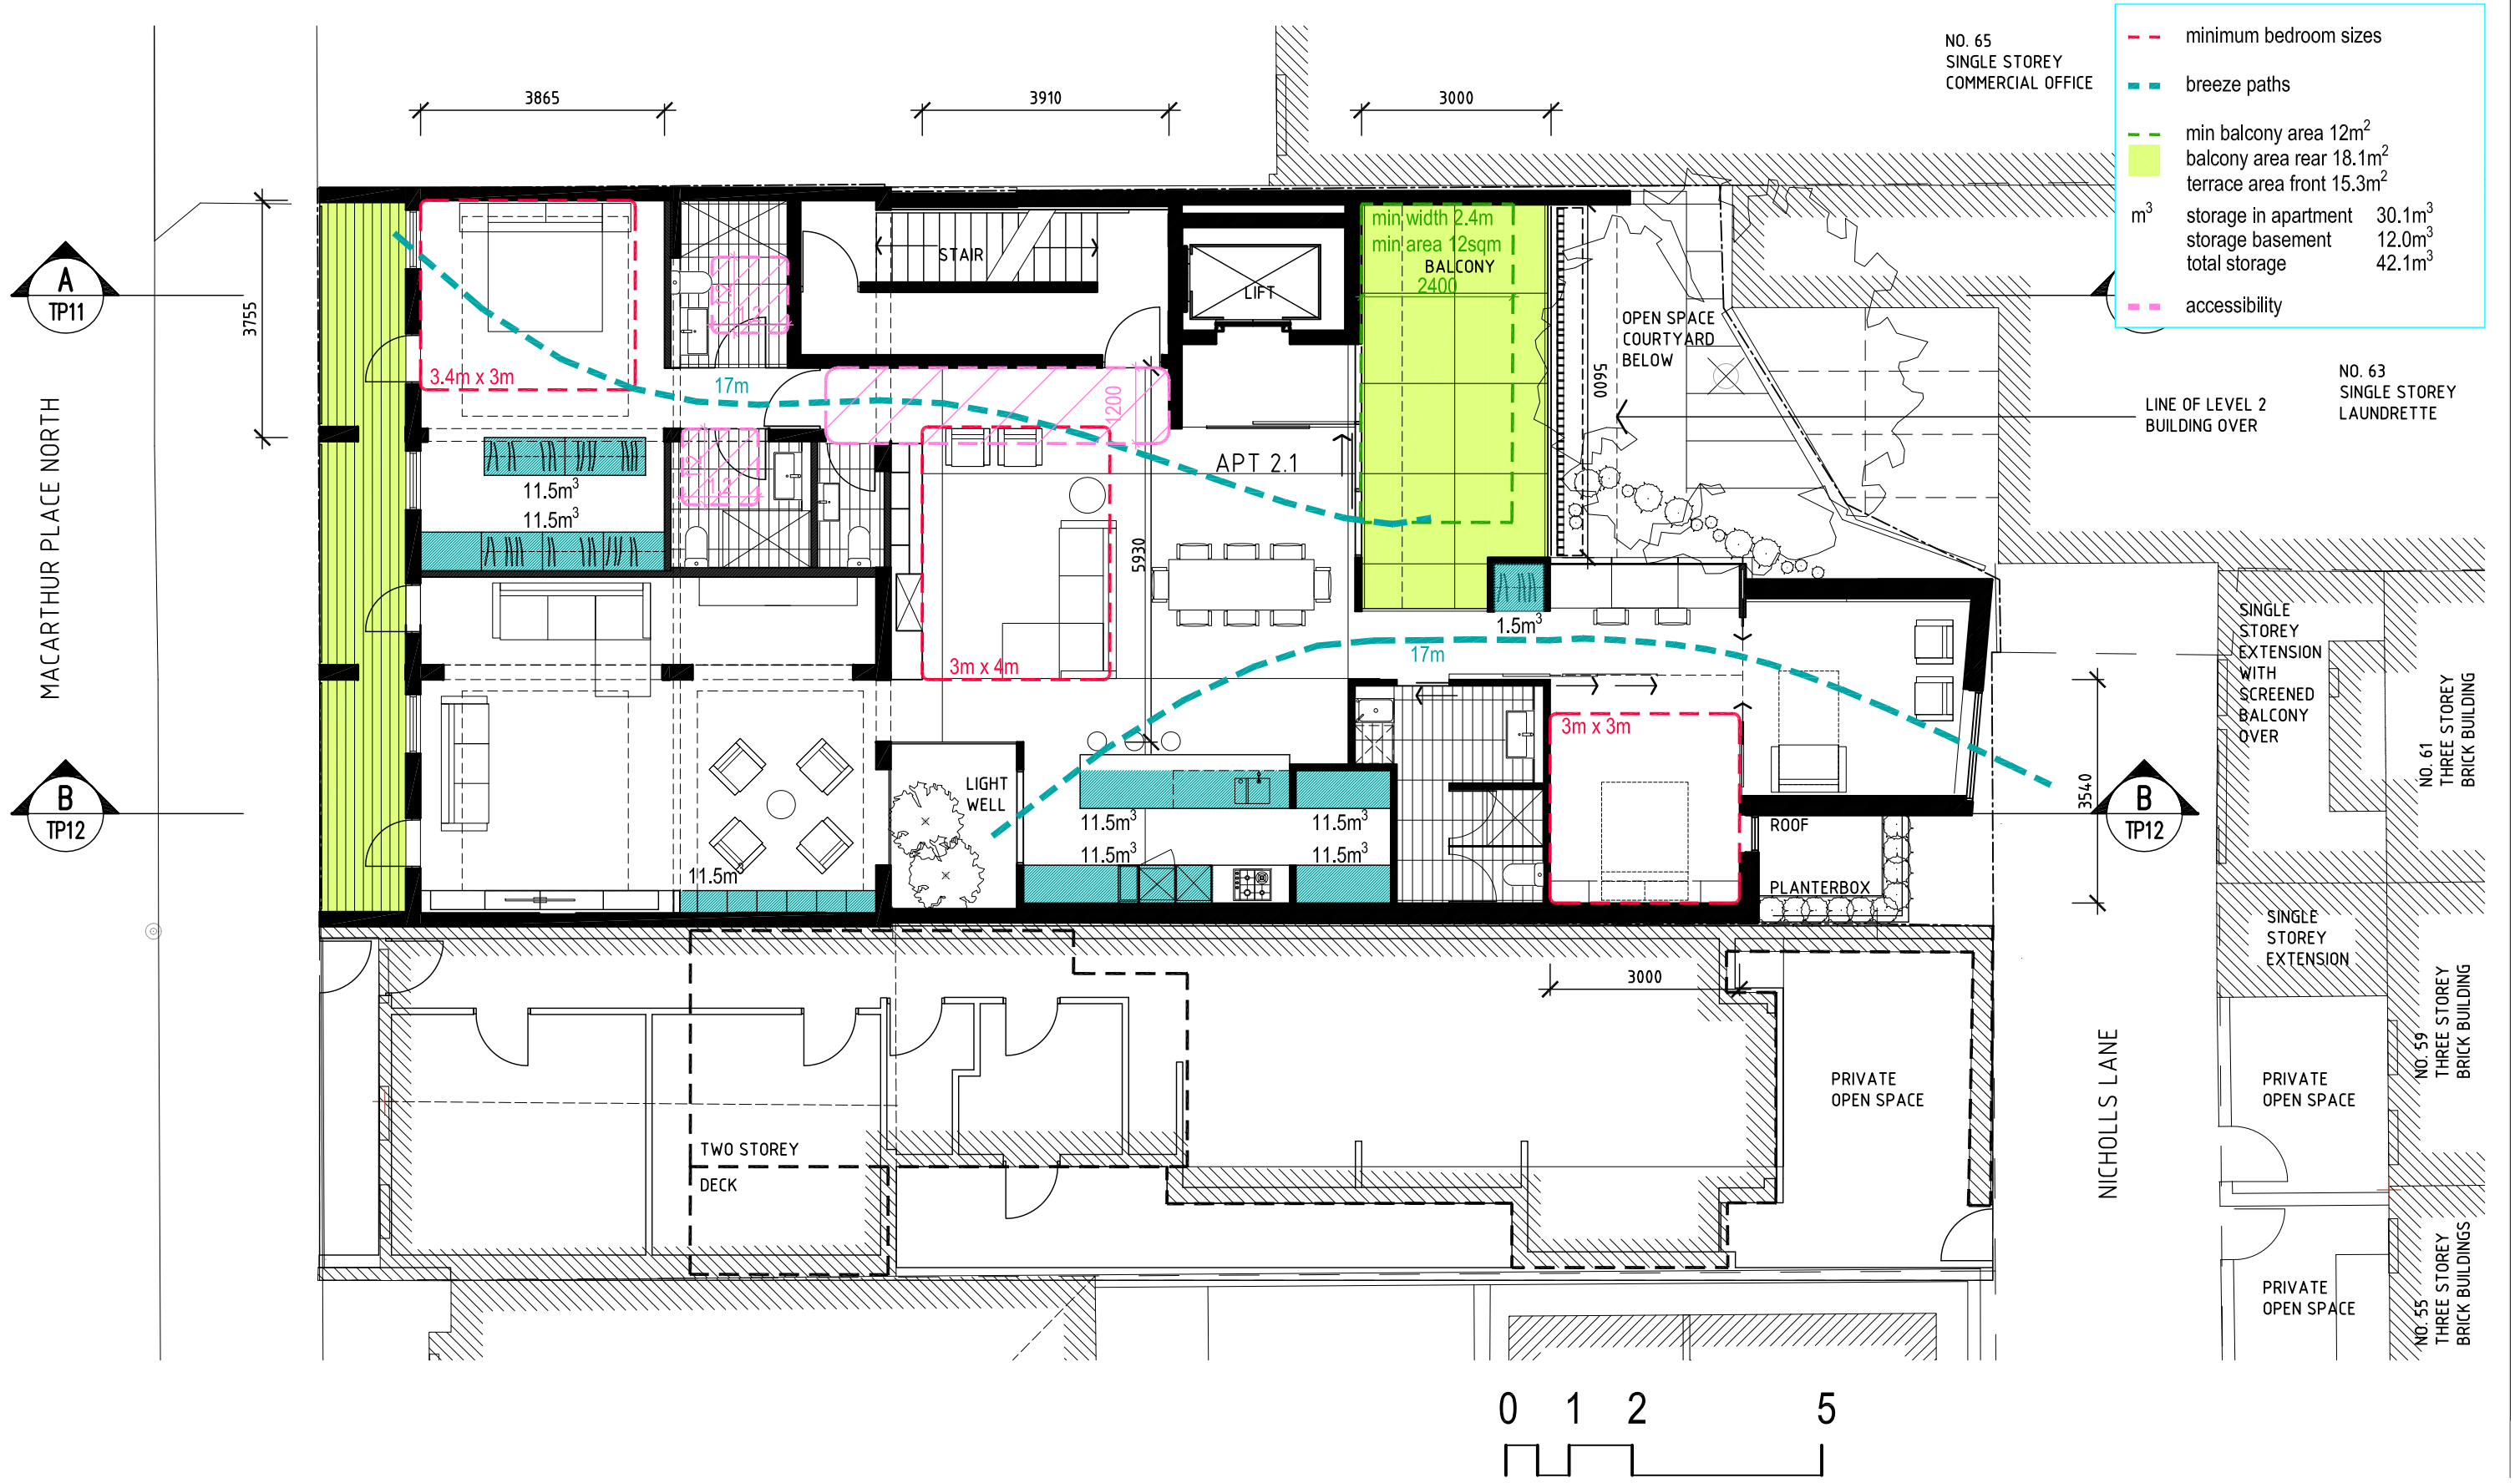 NO. 65
SINGLE STOREY
COMMERCIAL OFFICE
minimum bedroom sizes
breeze paths
min balcony area 12m²
balcony area rear 18.1m²
terrace area front 15.3m²
m³ storage in apartment 30.1m³
storage basement 12.0m³
total storage 42.1m³
accessibility
3865
3910
3000
A
TP11
3755
STAIR
LIFT
min width 2.4m
min area 12sqm
BALCONY
2400
OPEN SPACE
COURTYARD
BELOW
5600
NO. 63
SINGLE STOREY
LAUNDRETTE
LINE OF LEVEL 2
BUILDING OVER
MACARTHUR PLACE NORTH
3.4m x 3m
17m
1200
1.2
1.2
1.2
1.2
APT 2.1
11.5m³
11.5m³
5930
3m x 4m
1.5m³
17m
3m x 3m
SINGLE
STOREY
EXTENSION
WITH
SCREENED
BALCONY
OVER
NO. 61
THREE STOREY
BRICK BUILDING
B
TP12
LIGHT
WELL
11.5m³
11.5m³
11.5m³
11.5m³
11.5m³
ROOF
PLANTERBOX
3540
B
TP12
SINGLE
STOREY
EXTENSION
3000
NO. 59
THREE STOREY
BRICK BUILDING
PRIVATE
OPEN SPACE
NICHOLLS LANE
PRIVATE
OPEN SPACE
TWO STOREY
DECK
PRIVATE
OPEN SPACE
NO. 55
THREE STOREY
BRICK BUILDINGS
0 1 2 5